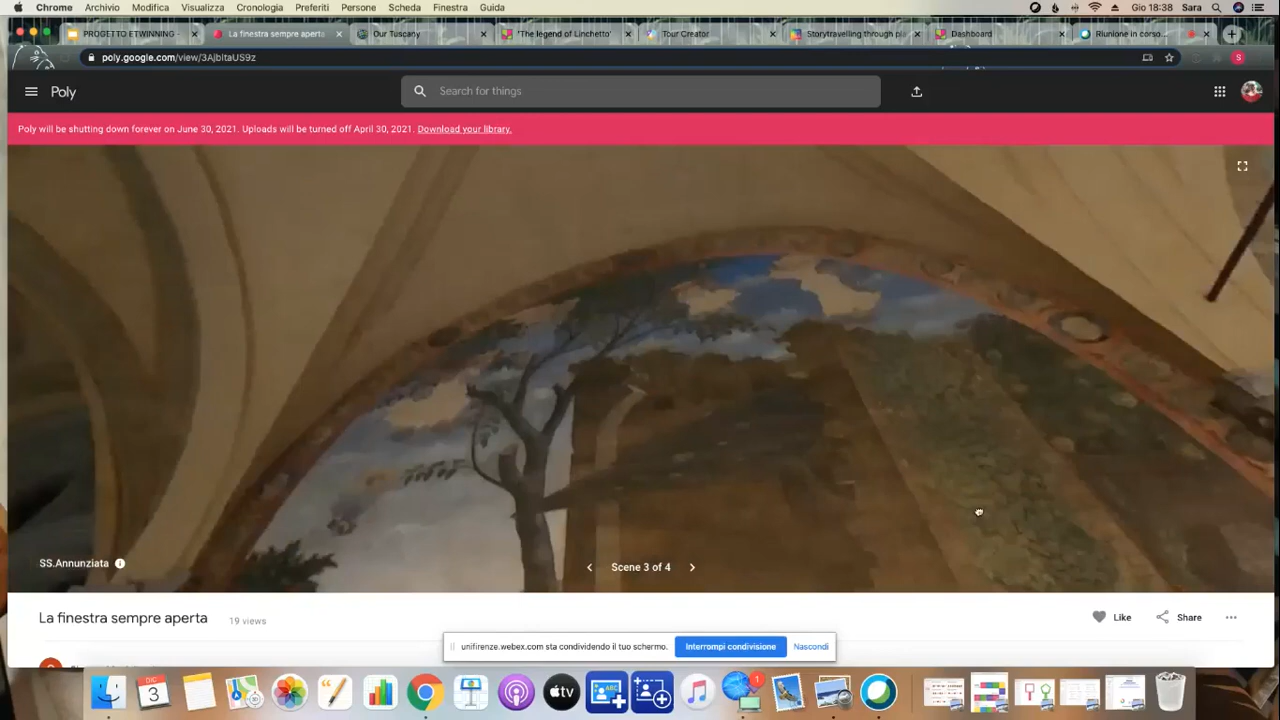 Chrome Archivio Modifica Visualizza Cronologia Preferiti Persone Scheda Finestra Guida Gio 18:38 Sara
PROGETTO ETWINNING - La finestra sempre aperta Our Tuscany "The legend of Linchetto" Tour Creator Storytravelling through pl Dashboard Riunione in corso...
poly.google.com/view/3AjbItaUS9z S
Poly Search for things
Poly will be shutting down forever on June 30, 2021. Uploads will be turned off April 30, 2021. Download your library.
SS.Annunziata Scene 3 of 4
La finestra sempre aperta 19 views Like Share
unifirenze.webex.com sta condividendo il tuo schermo. Interrompi condivisione Nascondi
DIC
3
ABC
tv
1